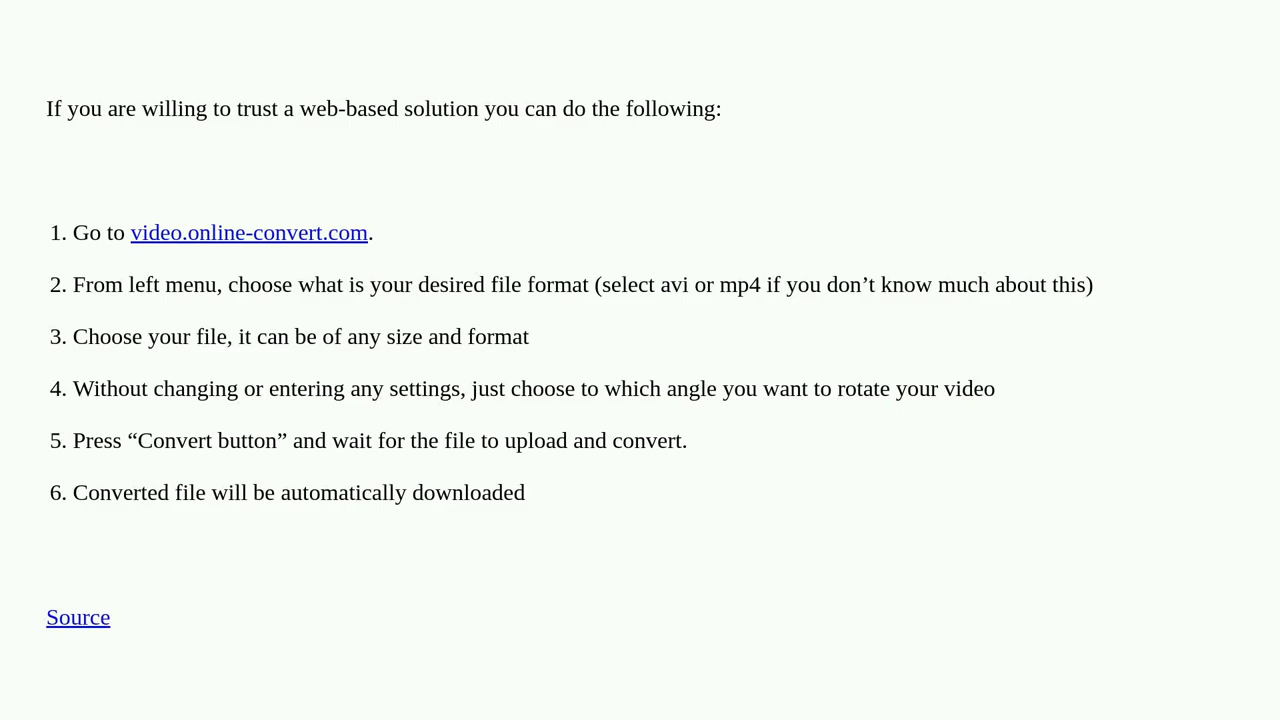 If you are willing to trust a web-based solution you can do the following:
1. Go to video.online-convert.com.
2. From left menu, choose what is your desired file format (select avi or mp4 if you don’t know much about this)
3. Choose your file, it can be of any size and format
4. Without changing or entering any settings, just choose to which angle you want to rotate your video
5. Press “Convert button” and wait for the file to upload and convert.
6. Converted file will be automatically downloaded
Source